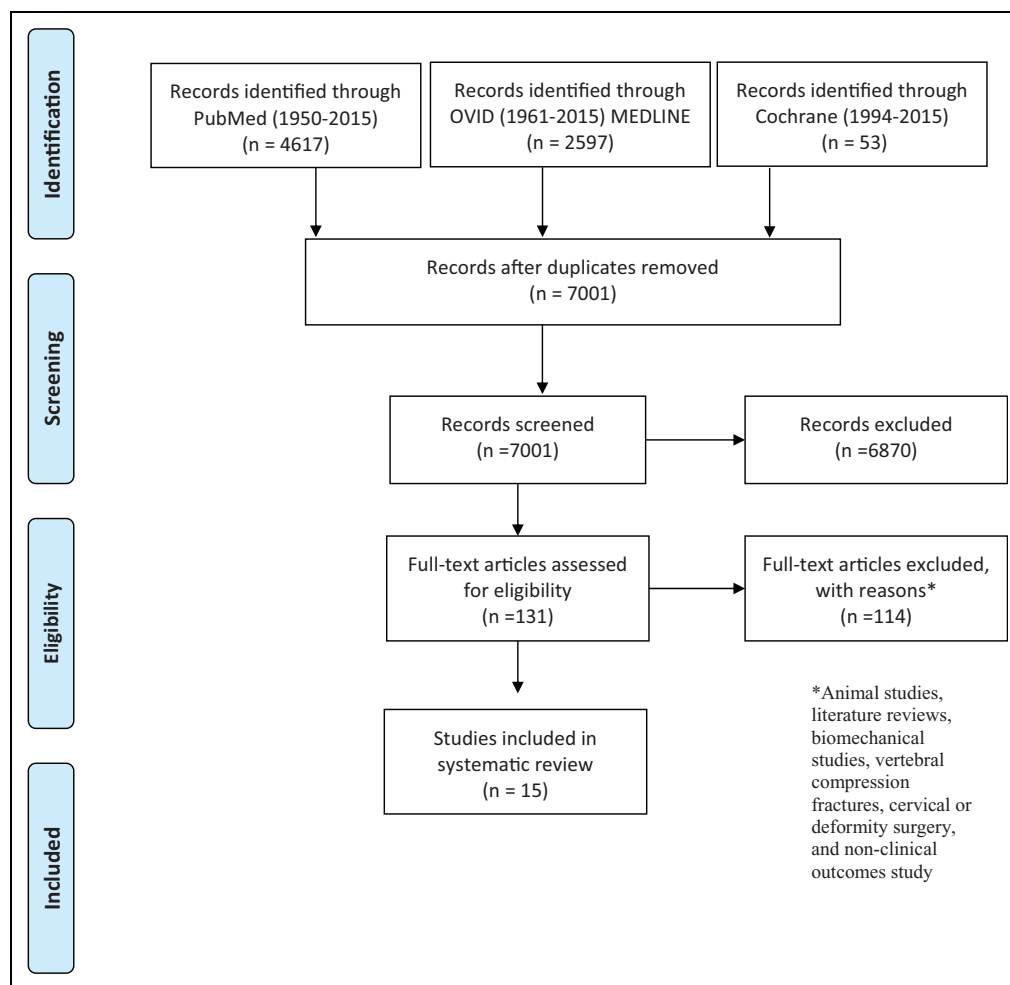 Identification
Records identified through
PubMed (1950-2015)
(n = 4617)
Records identified through
OVID (1961-2015) MEDLINE
(n = 2597)
Records identified through
Cochrane (1994-2015)
(n = 53)
Records after duplicates removed
(n = 7001)
Screening
Records screened
(n =7001)
Records excluded
(n =6870)
Eligibility
Full-text articles assessed
for eligibility
(n =131)
Full-text articles excluded,
with reasons*
(n =114)
Included
Studies included in
systematic review
(n = 15)
*Animal studies,
literature reviews,
biomechanical
studies, vertebral
compression
fractures, cervical or
deformity surgery,
and non-clinical
outcomes study